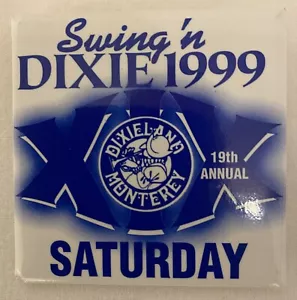 Swing 'n
DIXIE 1999
DIXIELAND
MONTEREY
19th
ANNUAL
SATURDAY